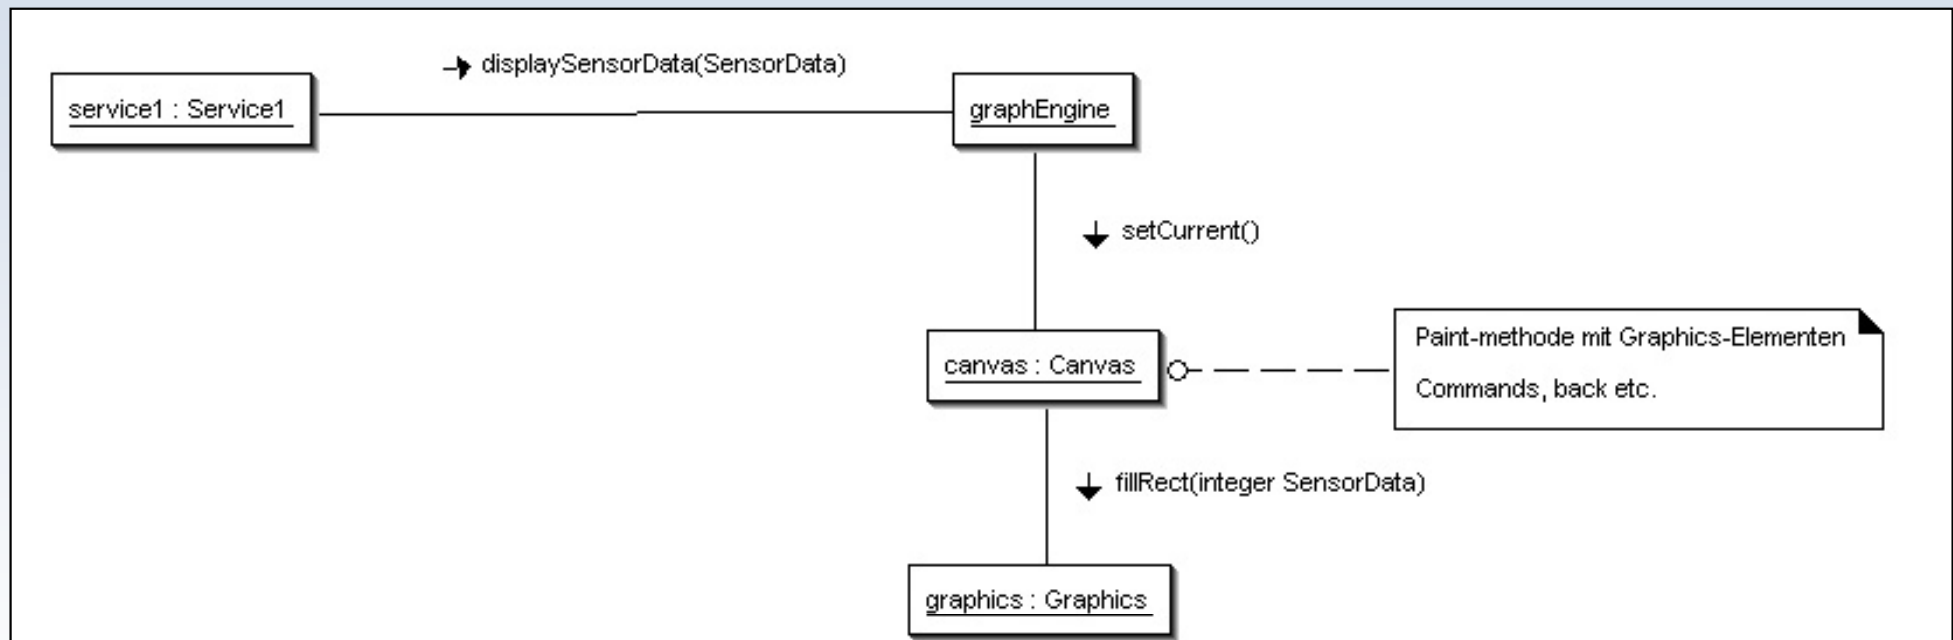 displaySensorData(SensorData)
service1 : Service1
graphEngine
setCurrent()
Paint-methode mit Graphics-Elementen
canvas : Canvas
Commands, back etc.
fillRect(integer SensorData)
graphics : Graphics